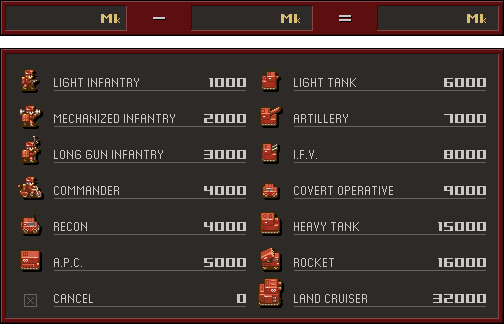 Mk — Mk = Mk
LIGHT INFANTRY 1000 LIGHT TANK 6000
MECHANIZED INFANTRY 2000 ARTILLERY 7000
LONG GUN INFANTRY 3000 I.F.V. 8000
COMMANDER 4000 COVERT OPERATIVE 9000
RECON 4000 HEAVY TANK 15000
A.P.C. 5000 ROCKET 16000
CANCEL 0 LAND CRUISER 32000